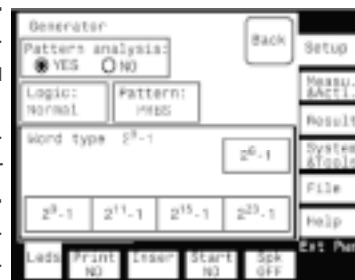 Generator
Back
Pattern analysis:
YES NO
Logic: Pattern:
Normal PRBS
Word type 2⁹-1
2⁶-1
2⁹-1 2¹¹-1 2¹⁵-1 2²³-1
Setup
Measu.
&Acti.
Result
System
&Tools
File
Help
Leds Print Inser Start Spk
NO NO OFF